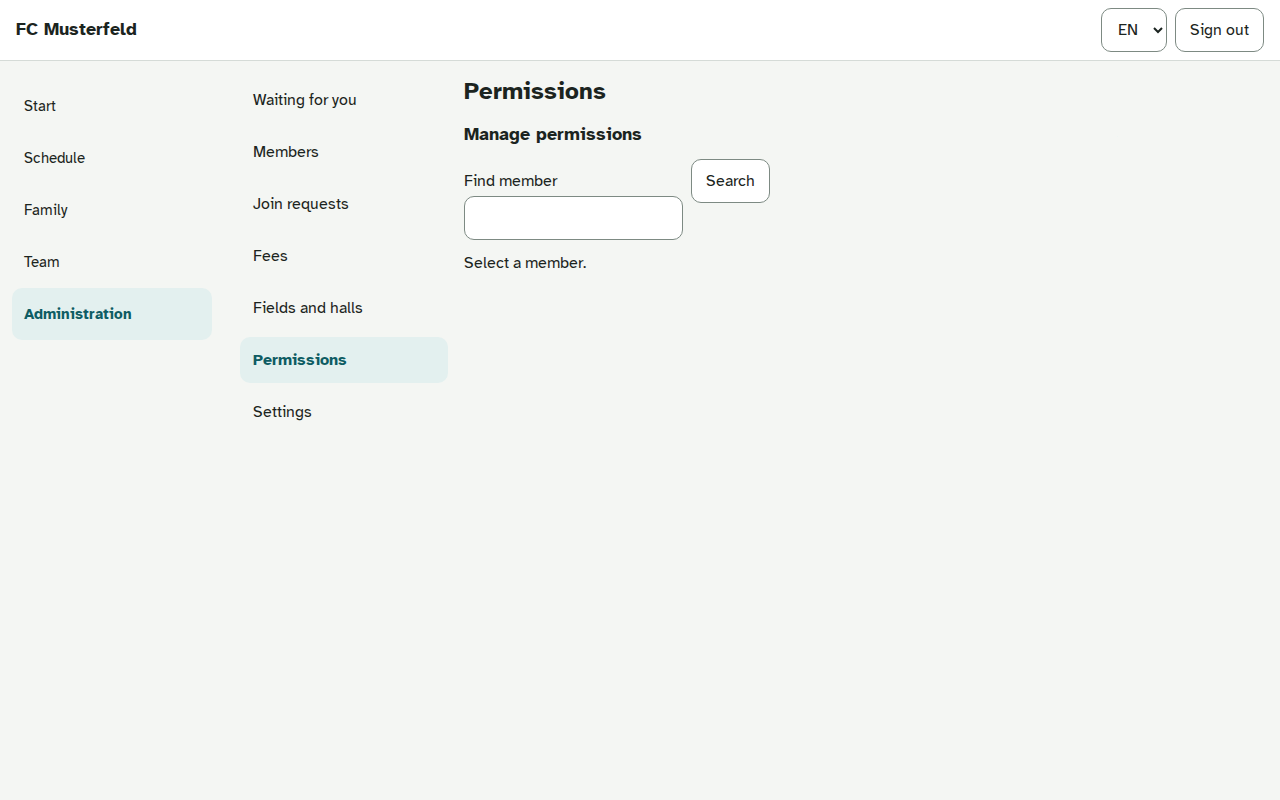 FC Musterfeld
EN
Sign out
Start
Schedule
Family
Team
Administration
Waiting for you
Members
Join requests
Fees
Fields and halls
Permissions
Settings
Permissions
Manage permissions
Find member
Search
Select a member.